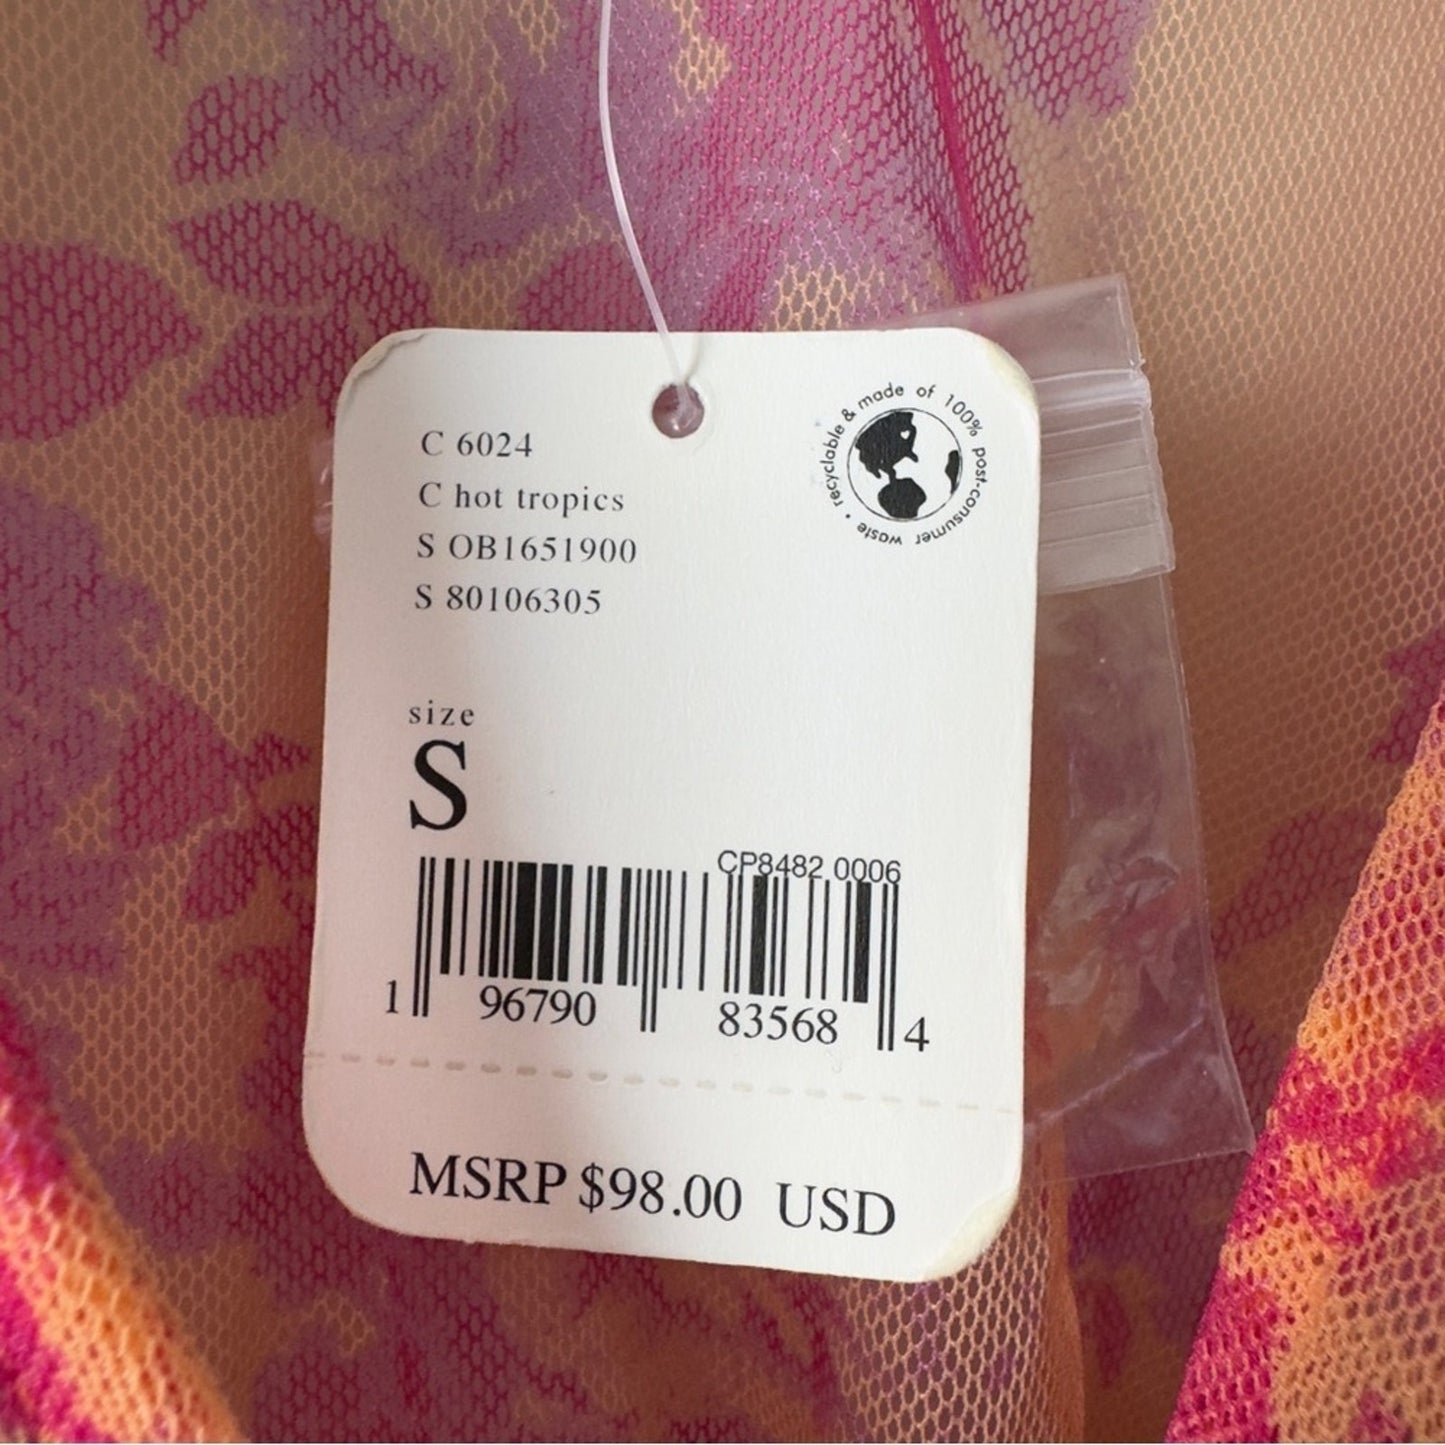 C 6024
C hot tropics
S OB1651900
S 80106305
recyclable & made of 100% post-consumer waste •
size
S
CP8482 0006
1 96790 83568 4
MSRP $98.00 USD